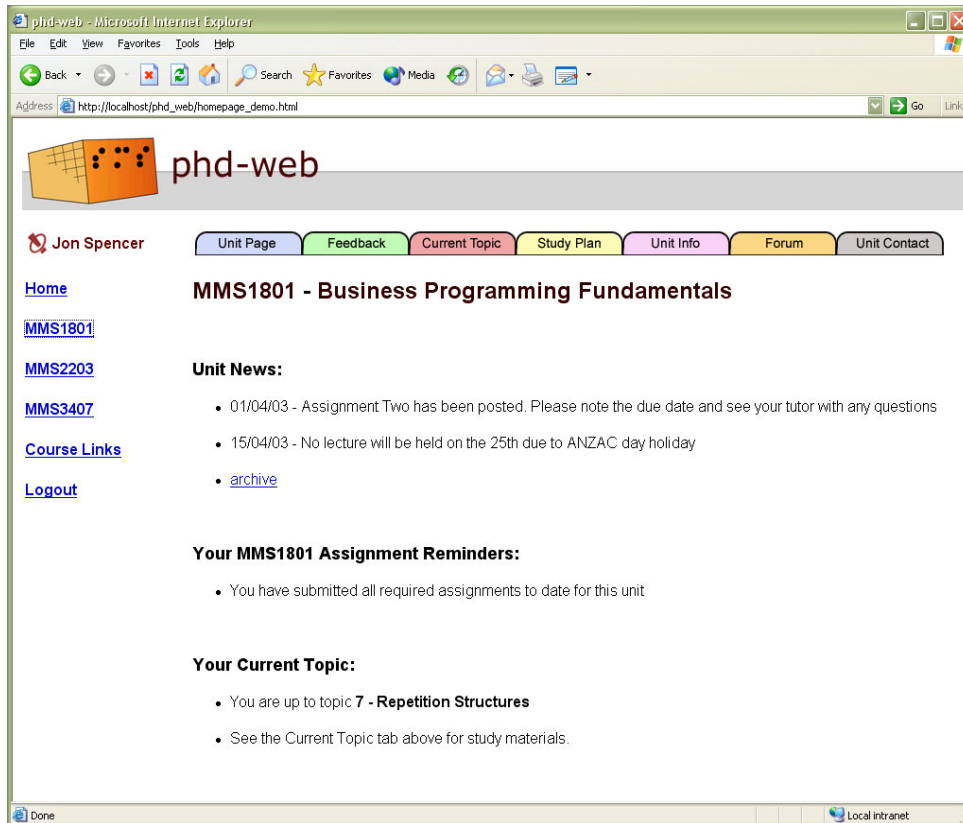 phd-web - Microsoft Internet Explorer
File Edit View Favorites Tools Help
Back Search Favorites Media
Address http://localhost/phd_web/homepage_demo.html Go Link
phd-web
Jon Spencer
Unit Page Feedback Current Topic Study Plan Unit Info Forum Unit Contact
Home
MMS1801
MMS2203
MMS3407
Course Links
Logout
MMS1801 - Business Programming Fundamentals
Unit News:
• 01/04/03 - Assignment Two has been posted. Please note the due date and see your tutor with any questions
• 15/04/03 - No lecture will be held on the 25th due to ANZAC day holiday
• archive
Your MMS1801 Assignment Reminders:
• You have submitted all required assignments to date for this unit
Your Current Topic:
• You are up to topic 7 - Repetition Structures
• See the Current Topic tab above for study materials.
Done Local intranet